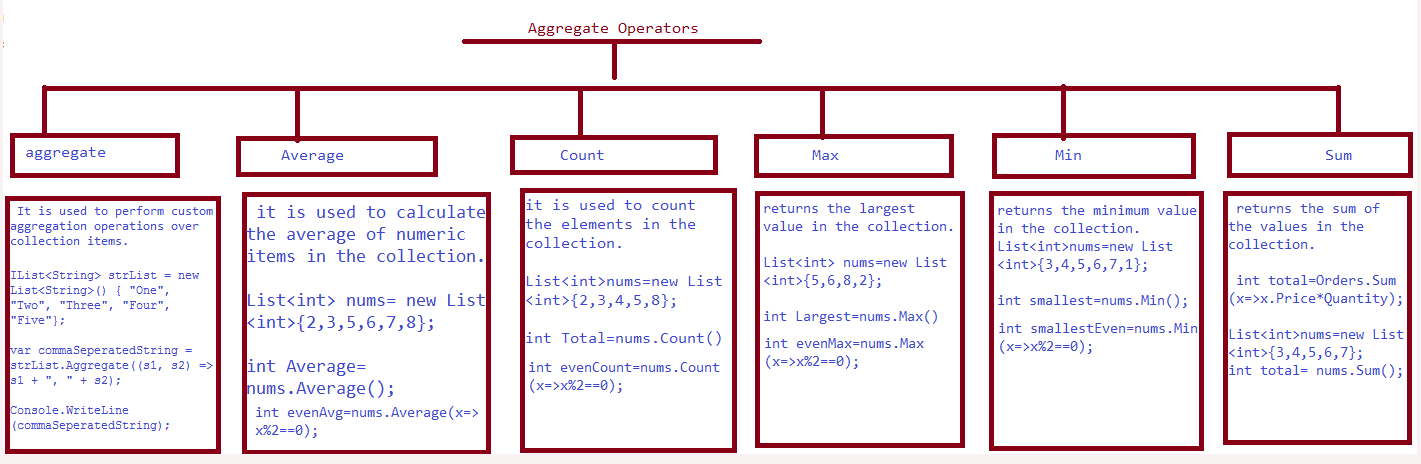 Aggregate Operators
aggregate
Average
Count
Max
Min
Sum
It is used to perform custom
aggregation operations over
collection items.
IList<String> strList = new
List<String>() { "One",
"Two", "Three", "Four",
"Five"};
var commaSeperatedString =
strList.Aggregate((s1, s2) =>
s1 + ", " + s2);
Console.WriteLine
(commaSeperatedString);
it is used to calculate
the average of numeric
items in the collection.
List<int> nums= new List
<int>{2,3,5,6,7,8};
int Average=
nums.Average();
int evenAvg=nums.Average(x=>
x%2==0);
it is used to count
the elements in the
collection.
List<int>nums=new List
<int>{2,3,4,5,8};
int Total=nums.Count()
int evenCount=nums.Count
(x=>x%2==0);
returns the largest
value in the collection.
List<int> nums=new List
<int>{5,6,8,2};
int Largest=nums.Max()
int evenMax=nums.Max
(x=>x%2==0);
returns the minimum value
in the collection.
List<int>nums=new List
<int>{3,4,5,6,7,1};
int smallest=nums.Min();
int smallestEven=nums.Min
(x=>x%2==0);
returns the sum of
the values in the
collection.
int total=Orders.Sum
(x=>x.Price*Quantity);
List<int>nums=new List
<int>{3,4,5,6,7};
int total= nums.Sum();